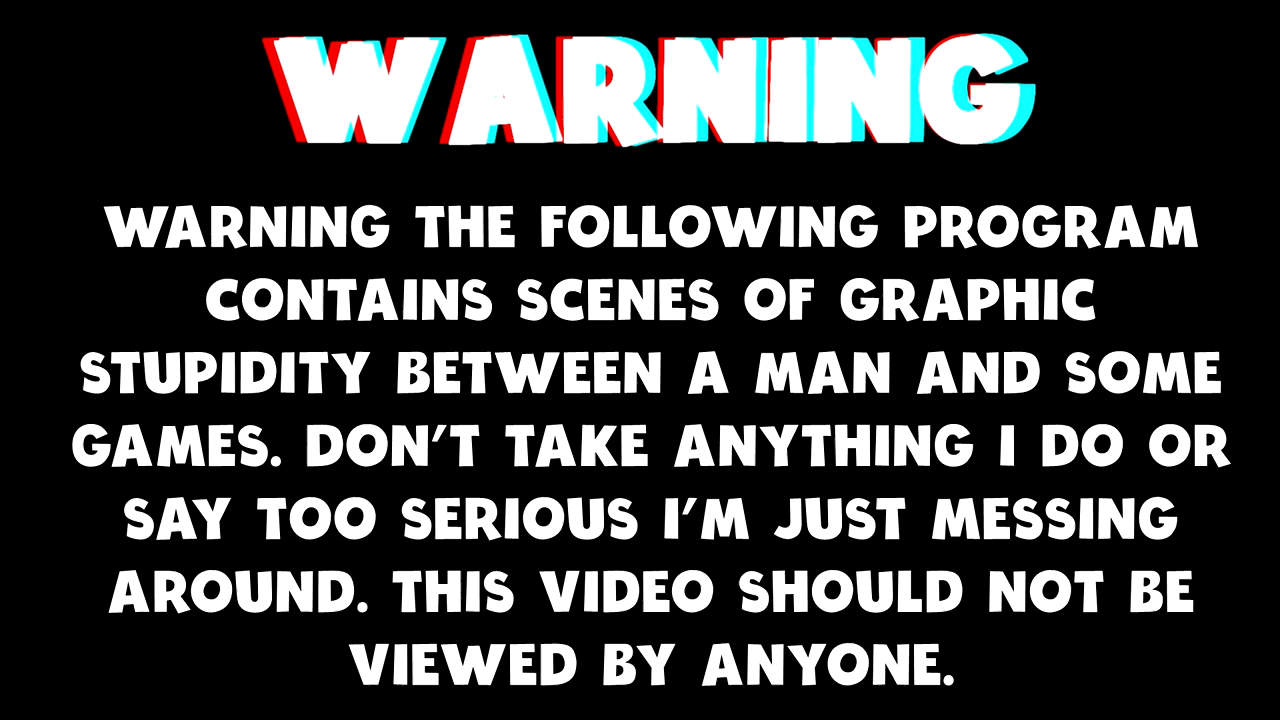 WARNING
WARNING THE FOLLOWING PROGRAM
CONTAINS SCENES OF GRAPHIC
STUPIDITY BETWEEN A MAN AND SOME
GAMES. DON'T TAKE ANYTHING I DO OR
SAY TOO SERIOUS I'M JUST MESSING
AROUND. THIS VIDEO SHOULD NOT BE
VIEWED BY ANYONE.